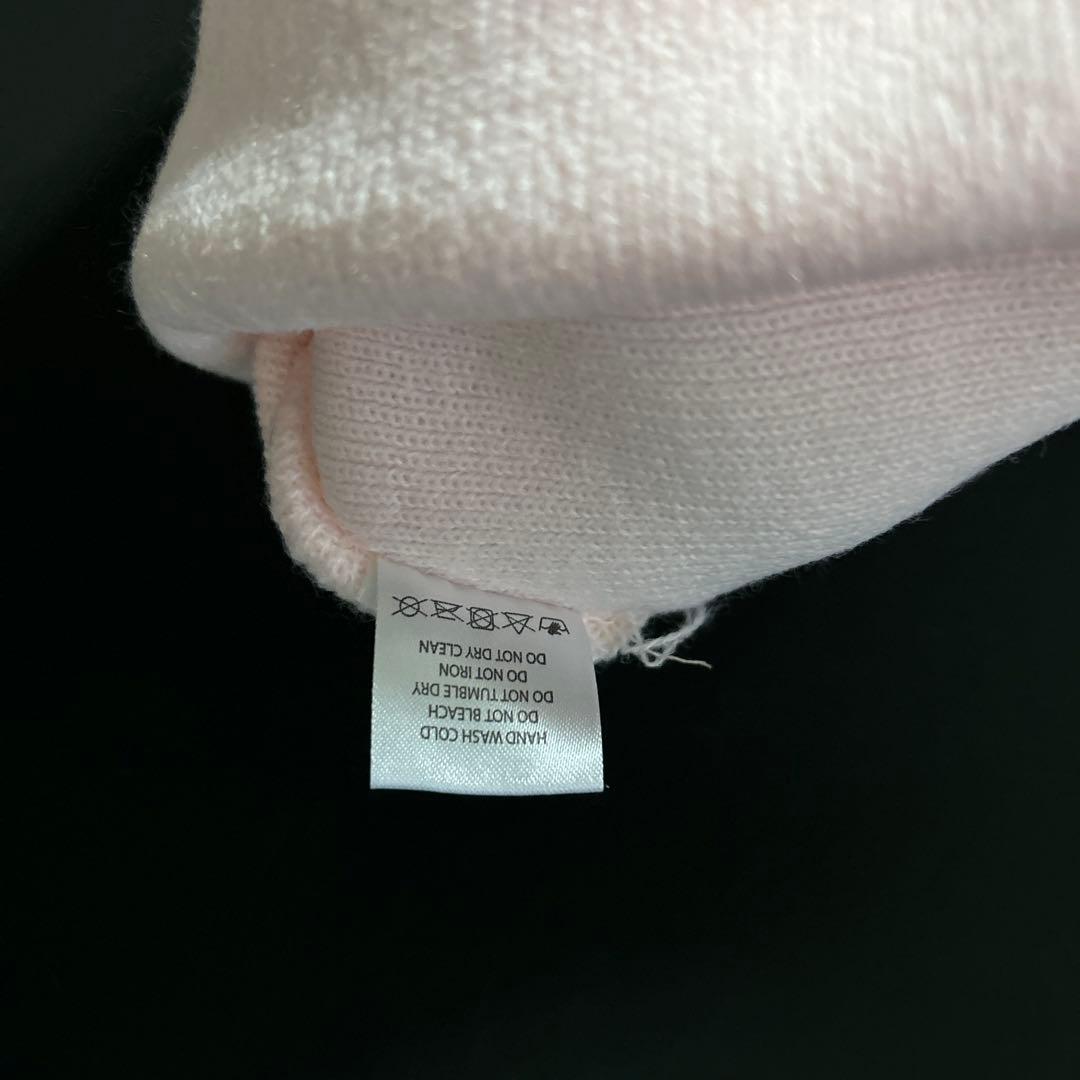 HAND WASH COLD
DO NOT BLEACH
DO NOT TUMBLE DRY
DO NOT IRON
DO NOT DRY CLEAN